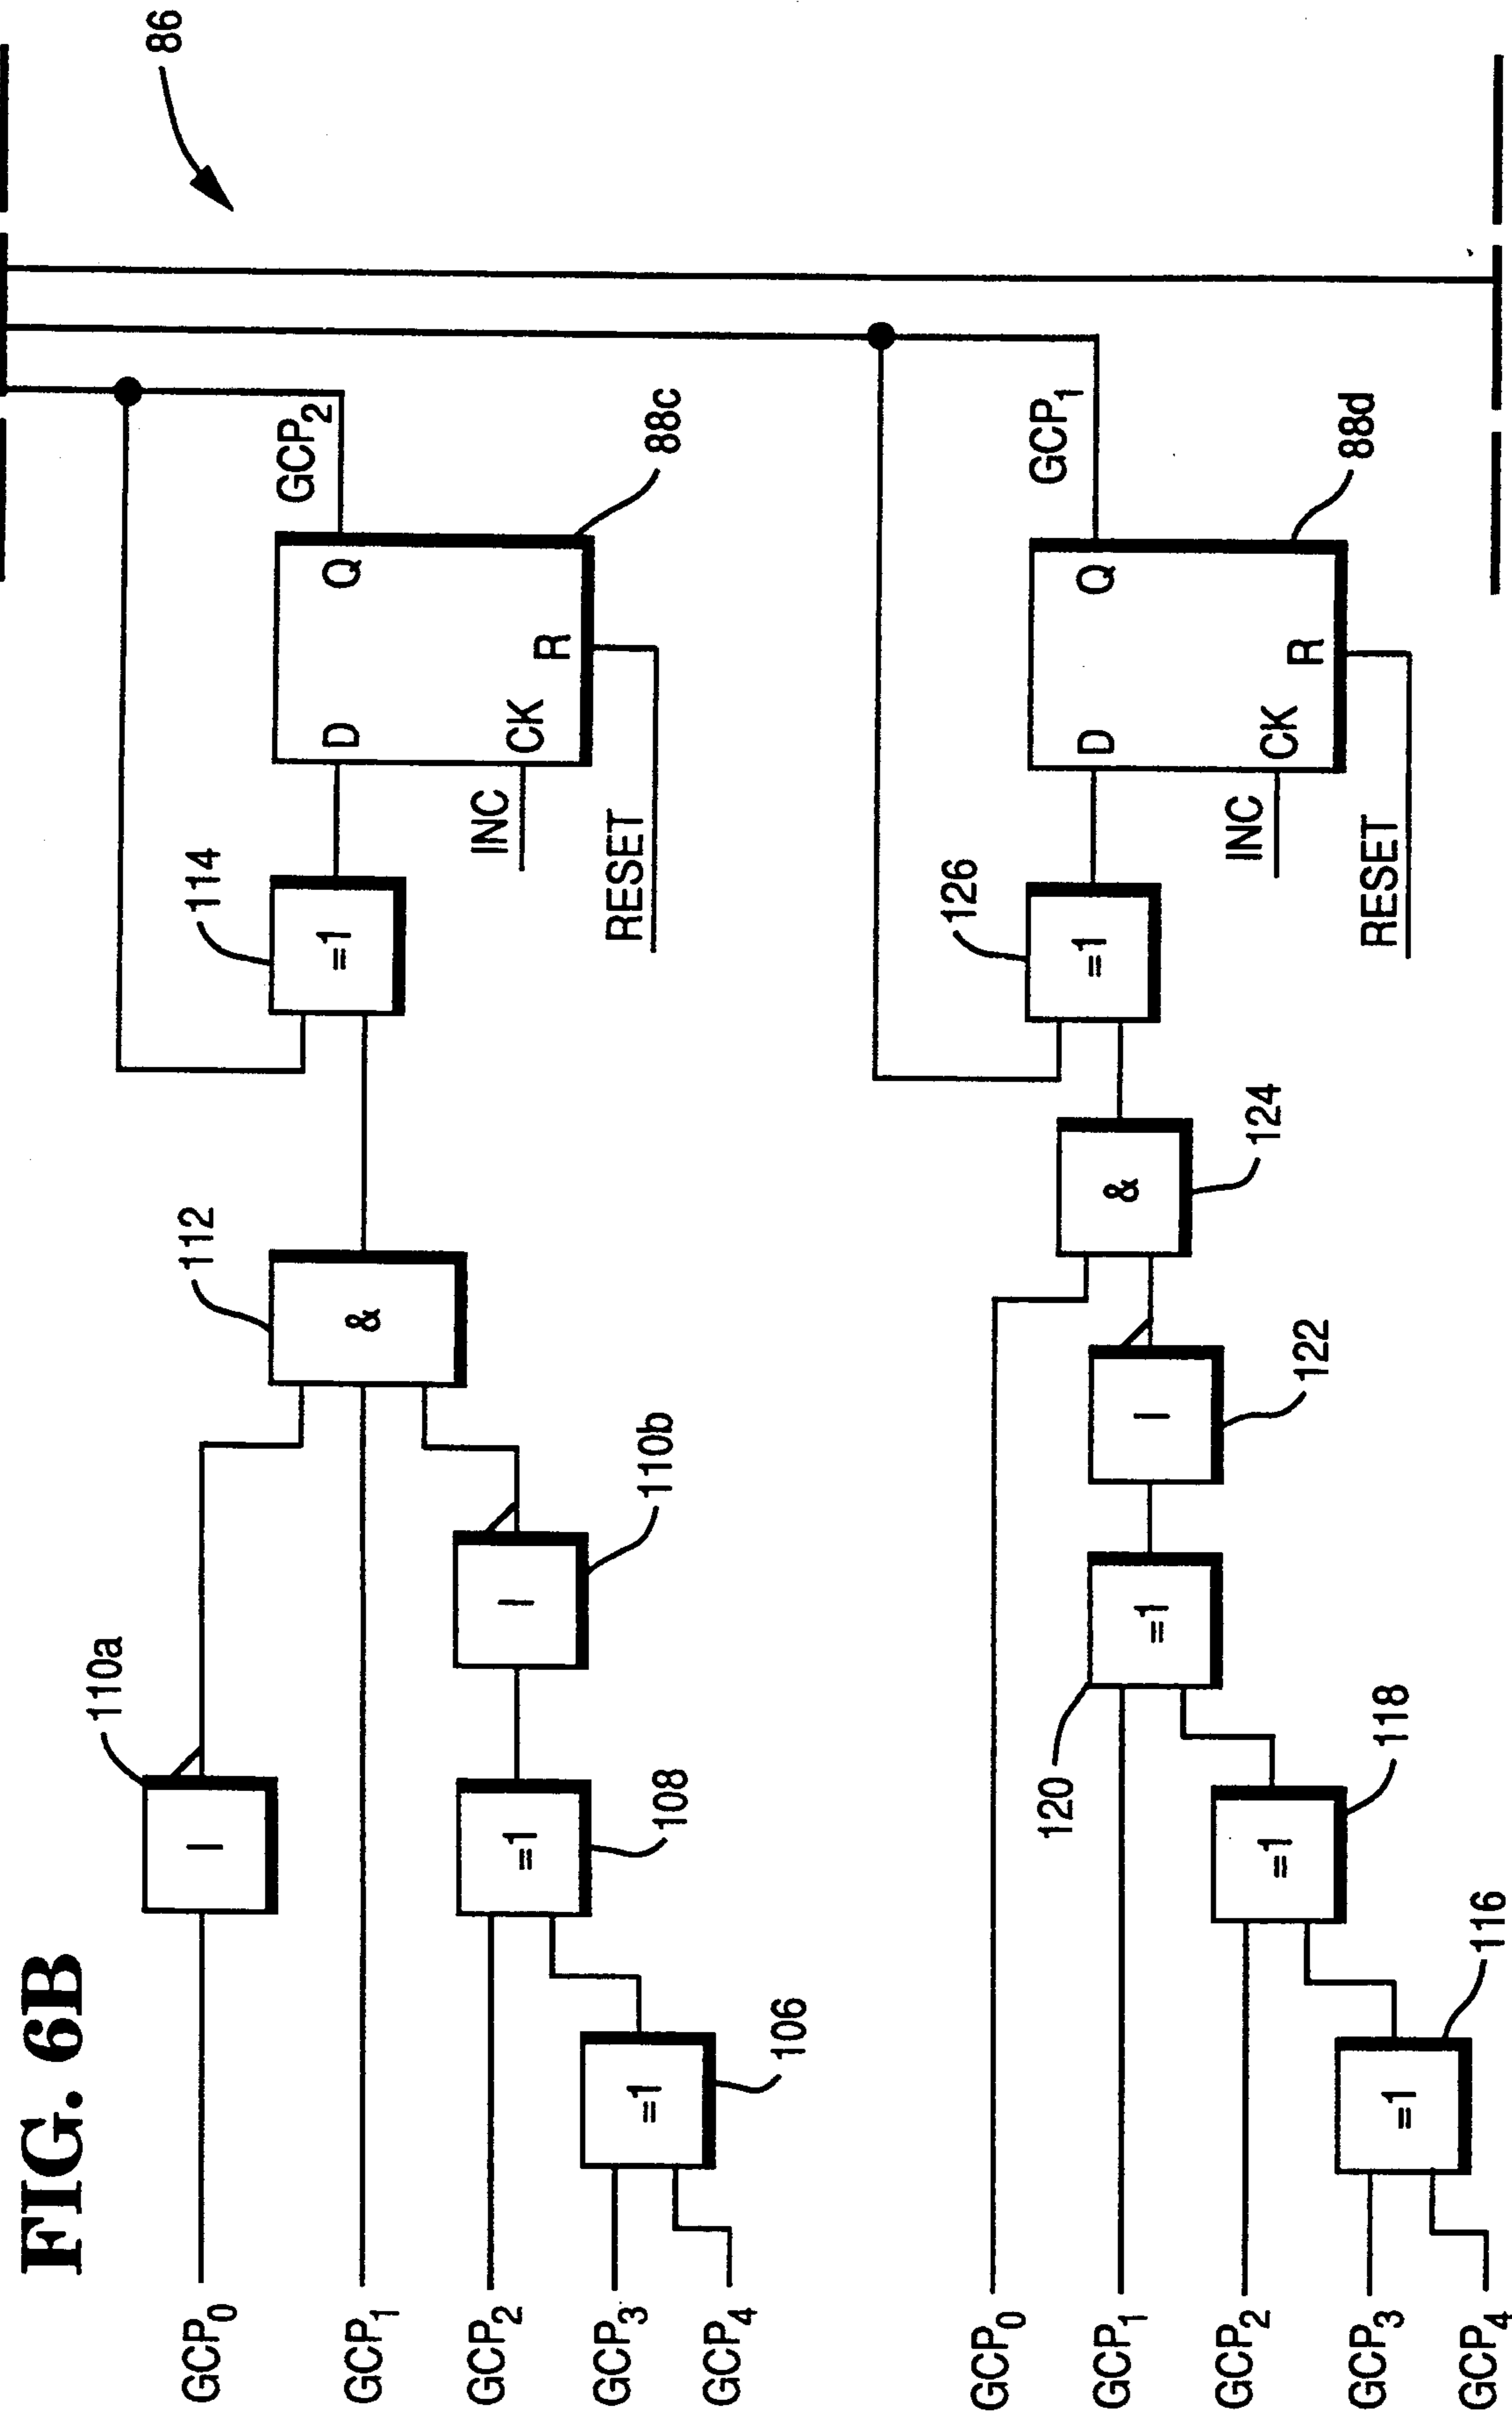 FIG. 6B
86
GCP0
110a
I
GCP1
112
&
114
=1
GCP2
D
Q
CK
R
88c
INC
RESET
GCP2
108
=1
110b
I
GCP3
106
=1
GCP4
GCP0
124
&
126
=1
GCP1
D
Q
CK
R
88d
INC
RESET
GCP1
120
=1
122
I
GCP2
118
=1
GCP3
116
=1
GCP4